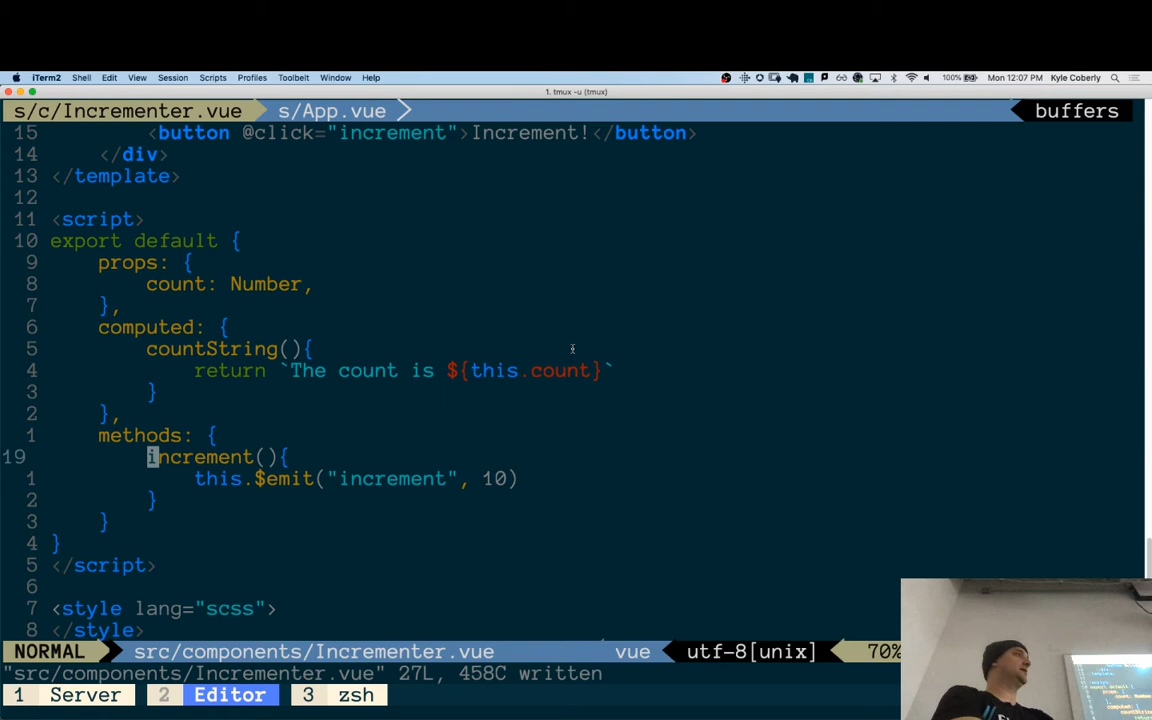 iTerm2 Shell Edit View Session Scripts Profiles Toolbelt Window Help 100% Mon 12:07 PM Kyle Coberly
1. tmux -u (tmux)
s/c/Incrementer.vue s/App.vue buffers
15 <button @click="increment">Increment!</button>
14 </div>
13 </template>
12
11 <script>
10 export default {
9 props: {
8 count: Number,
7 },
6 computed: {
5 countString(){
4 return `The count is ${this.count}`
3 }
2 },
1 methods: {
19 increment(){
1 this.$emit("increment", 10)
2 }
3 }
4 }
5 </script>
6
7 <style lang="scss">
8 </style>
NORMAL src/components/Incrementer.vue vue utf-8[unix] 70%
"src/components/Incrementer.vue" 27L, 458C written
1 Server 2 Editor 3 zsh